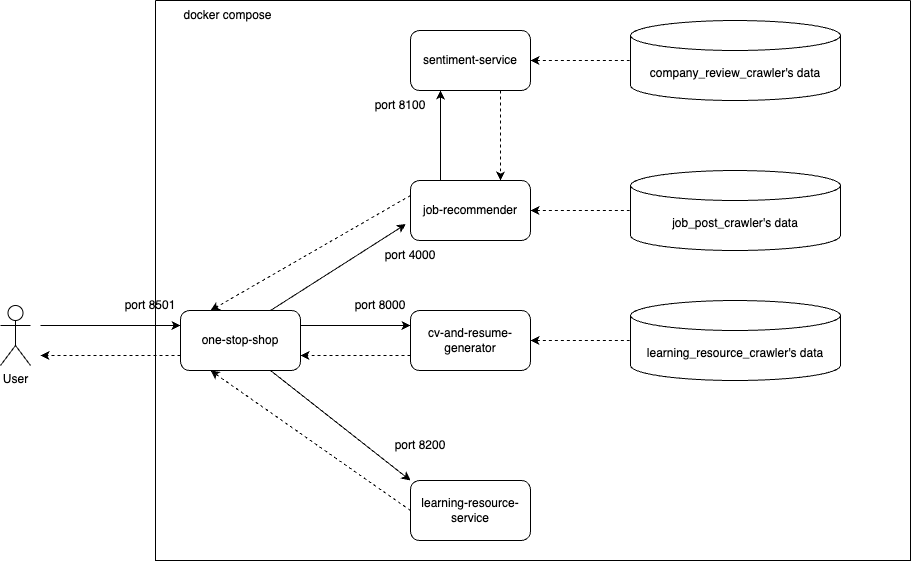 docker compose
sentiment-service
company_review_crawler's data
port 8100
job-recommender
job_post_crawler's data
port 4000
port 8501
port 8000
one-stop-shop
cv-and-resume-
generator
learning_resource_crawler's data
User
port 8200
learning-resource-
service